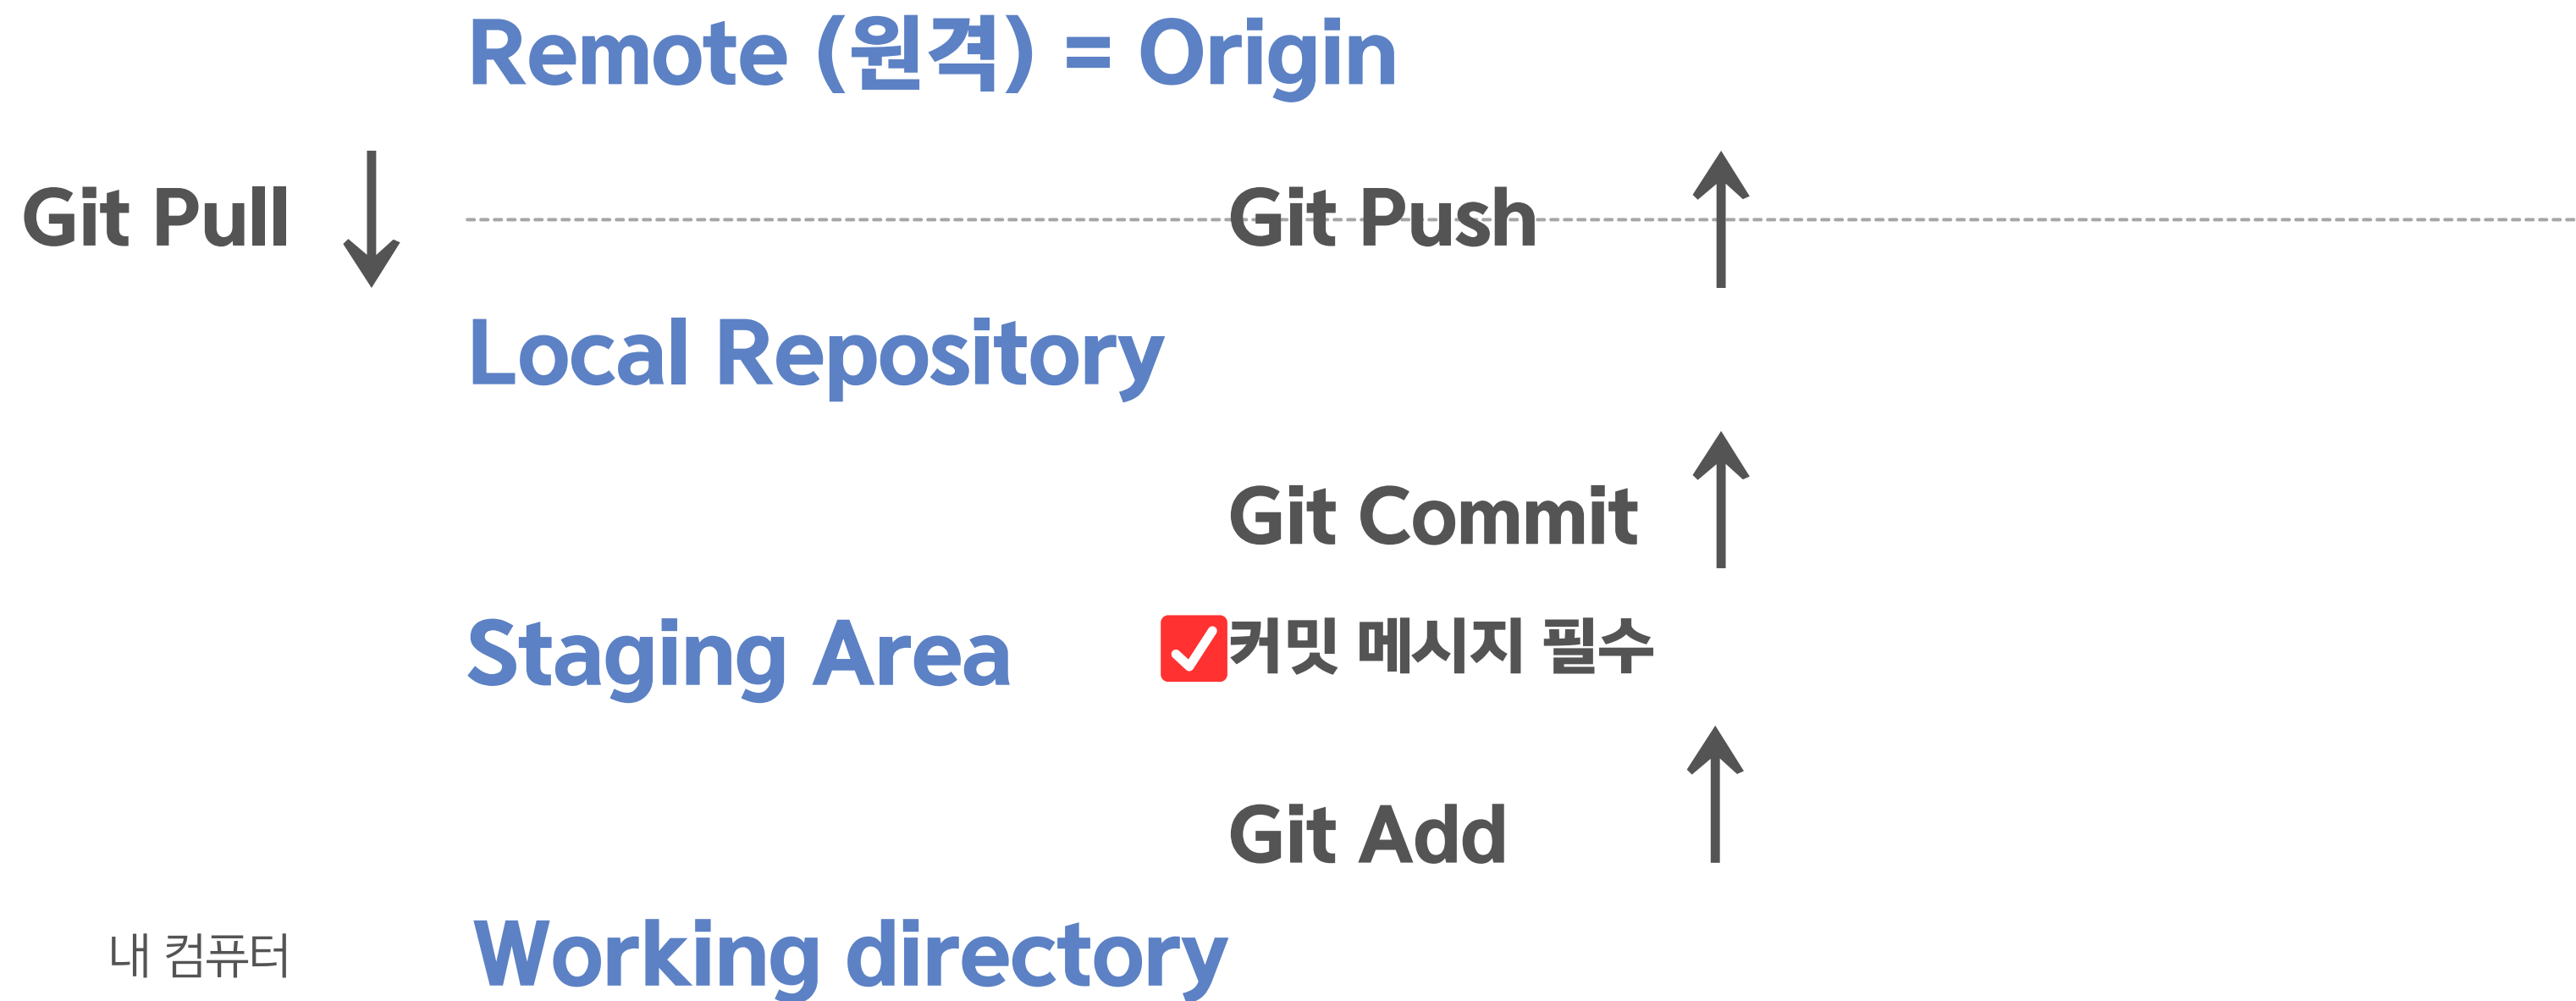 Remote (원격) = Origin
Git Pull
Git Push
Local Repository
Git Commit
Staging Area
커밋 메시지 필수
Git Add
내 컴퓨터
Working directory